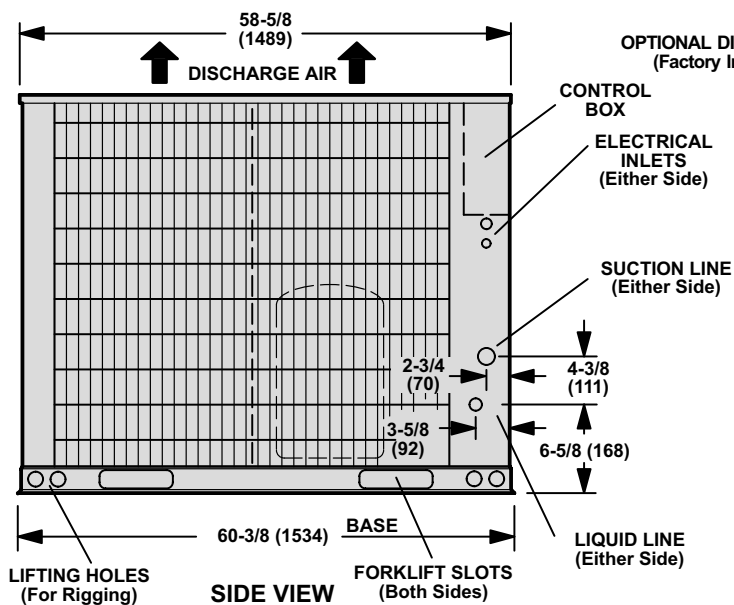 58-5/8
(1489)
DISCHARGE AIR
OPTIONAL DI
(Factory In
CONTROL
BOX
ELECTRICAL
INLETS
(Either Side)
SUCTION LINE
(Either Side)
2-3/4
(70)
4-3/8
(111)
3-5/8
(92)
6-5/8 (168)
60-3/8 (1534)
BASE
LIQUID LINE
(Either Side)
LIFTING HOLES
(For Rigging)
SIDE VIEW
FORKLIFT SLOTS
(Both Sides)